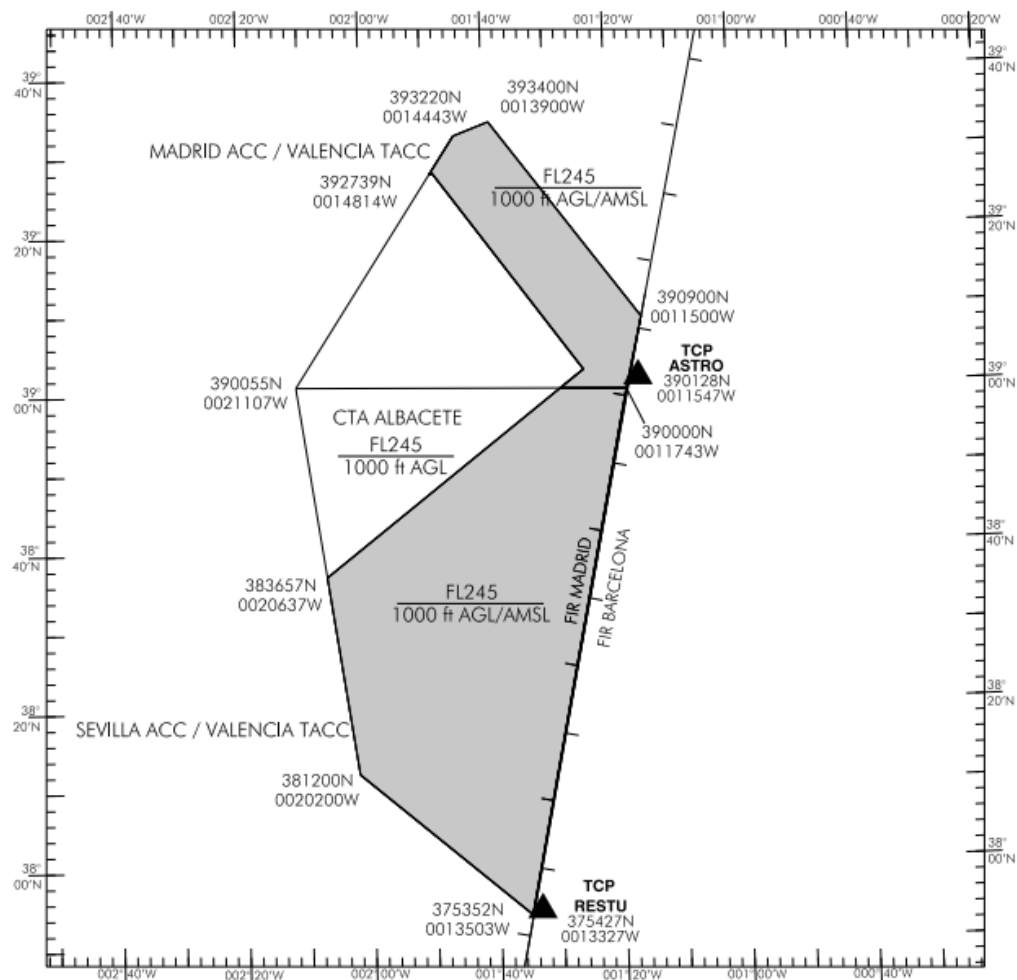 002°40'W
002°20'W
002°00'W
001°40'W
001°20'W
001°00'W
000°40'W
000°20'W
39°
40'N
39°
40'N
393400N
0013900W
393220N
0014443W
MADRID ACC / VALENCIA TACC
392739N
0014814W
FL245
1000 ft AGL/AMSL
39°
20'N
39°
20'N
390900N
0011500W
TCP
ASTRO
390128N
0011547W
39°
00'N
39°
00'N
390055N
0021107W
CTA ALBACETE
FL245
1000 ft AGL
390000N
0011743W
38°
40'N
38°
40'N
FIR MADRID
FIR BARCELONA
383657N
0020637W
FL245
1000 ft AGL/AMSL
38°
20'N
38°
20'N
SEVILLA ACC / VALENCIA TACC
381200N
0020200W
38°
00'N
38°
00'N
TCP
RESTU
375427N
0013327W
375352N
0013503W
002°40'W
002°20'W
002°00'W
001°40'W
001°20'W
001°00'W
000°40'W